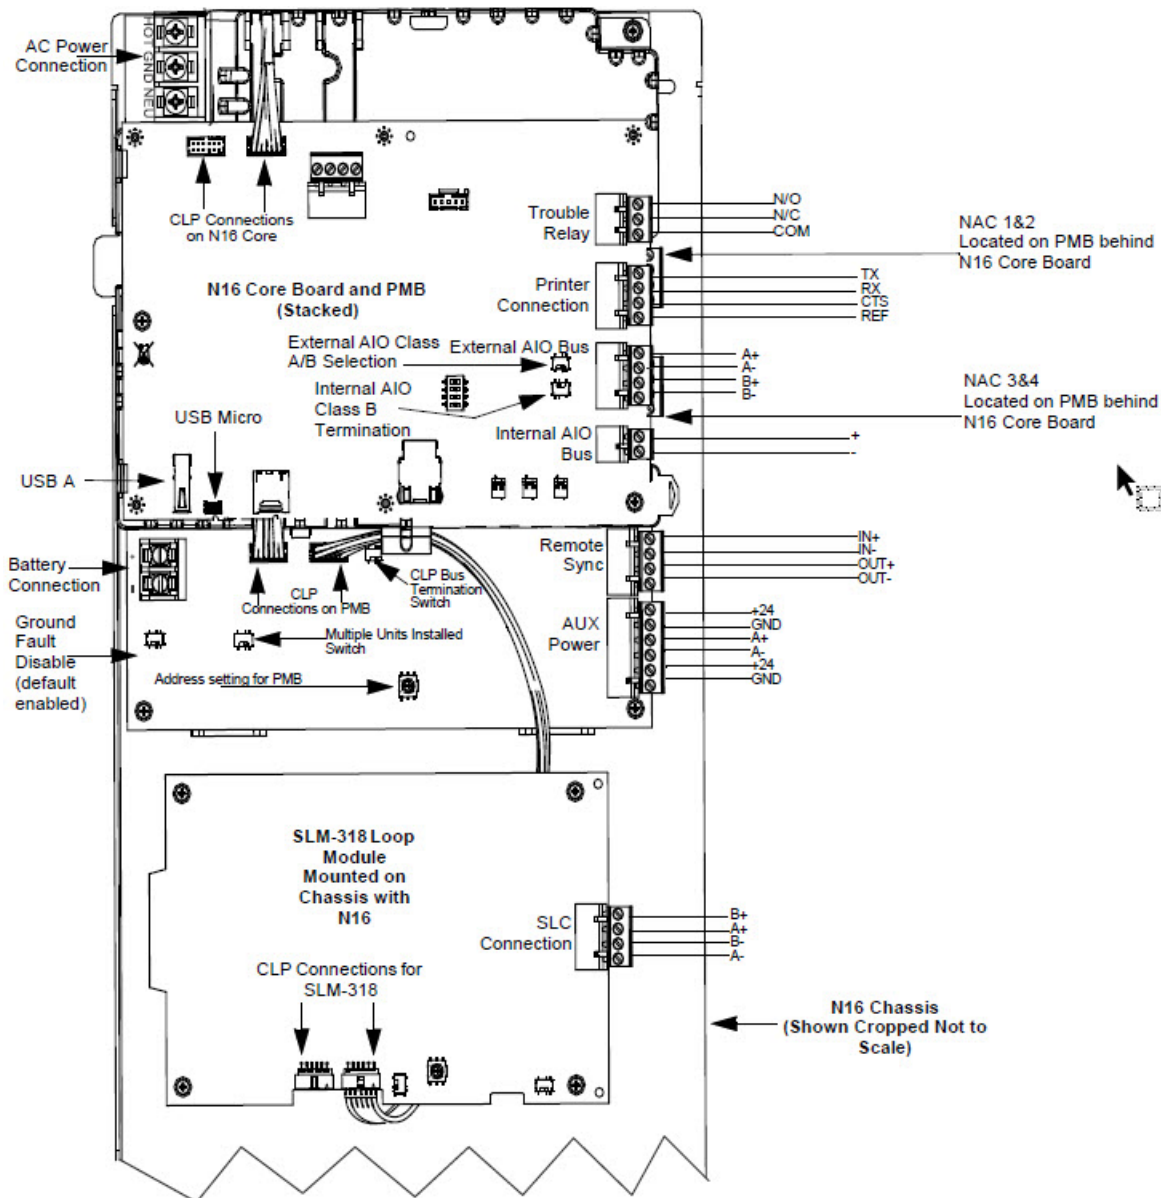 AC Power
Connection
HOT GND NEU
CLP Connections
on N16 Core
Trouble
Relay
N/O
N/C
COM
NAC 1&2
Located on PMB behind
N16 Core Board
N16 Core Board and PMB
(Stacked)
Printer
Connection
TX
RX
CTS
REF
External AIO Class
A/B Selection
External AIO Bus
A+
A-
B+
B-
Internal AIO
Class B
Termination
NAC 3&4
Located on PMB behind
N16 Core Board
USB Micro
Internal AIO
Bus
+
-
USB A
Battery
Connection
+
-
CLP
Connections on PMB
CLP Bus
Termination
Switch
Remote
Sync
IN+
IN-
OUT+
OUT-
Ground
Fault
Disable
(default
enabled)
Multiple Units Installed
Switch
AUX
Power
+24
GND
A+
A-
+24
GND
Address setting for PMB
SLM-318 Loop
Module
Mounted on
Chassis with
N16
SLC
Connection
B+
A+
B-
A-
CLP Connections for
SLM-318
N16 Chassis
(Shown Cropped Not to
Scale)